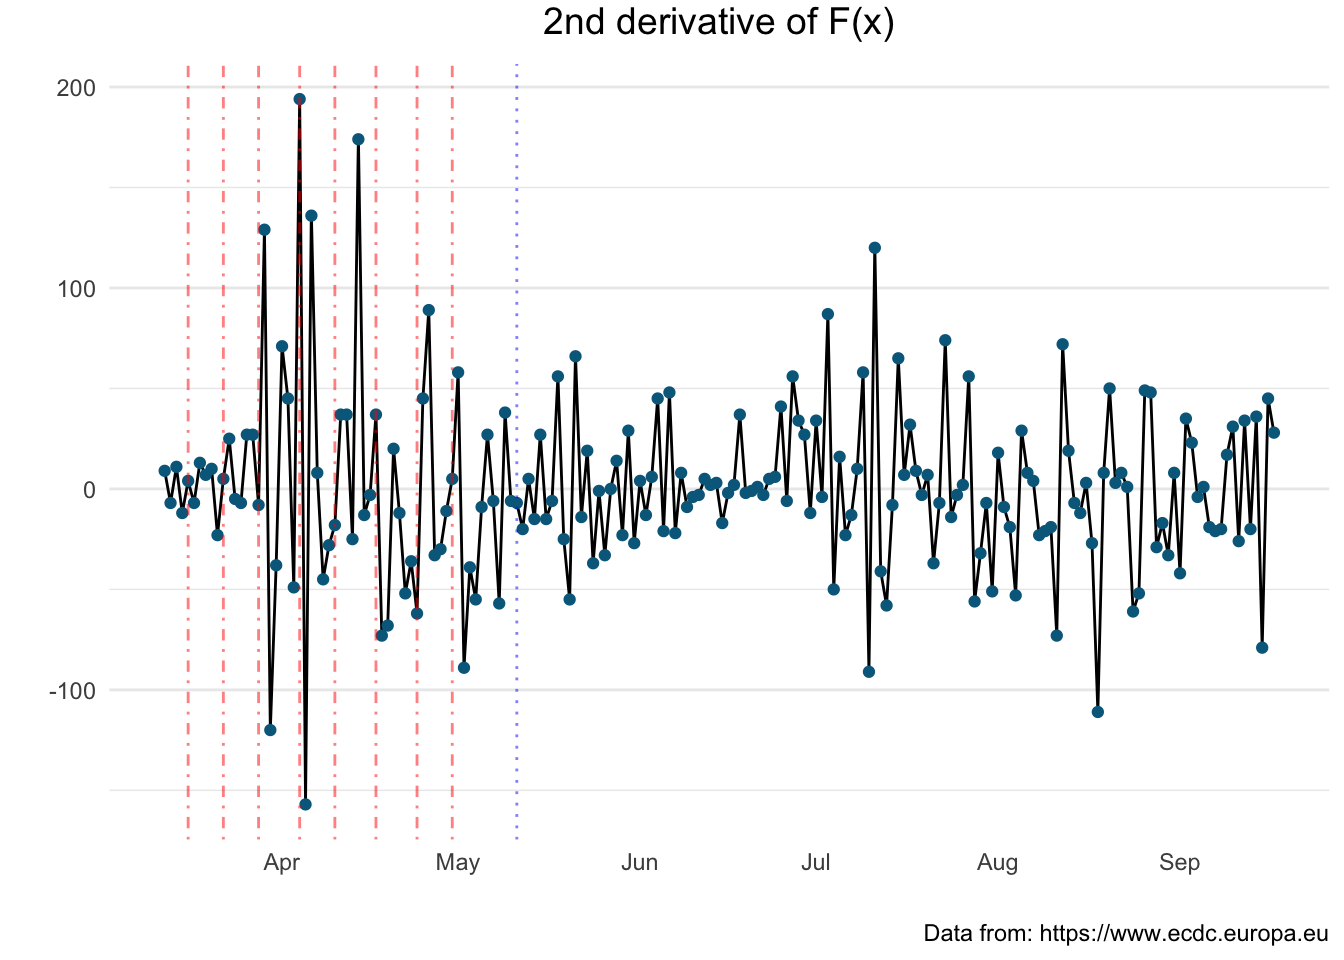 2nd derivative of F(x)
200
100
0
-100
Apr May Jun Jul Aug Sep
Data from: https://www.ecdc.europa.eu